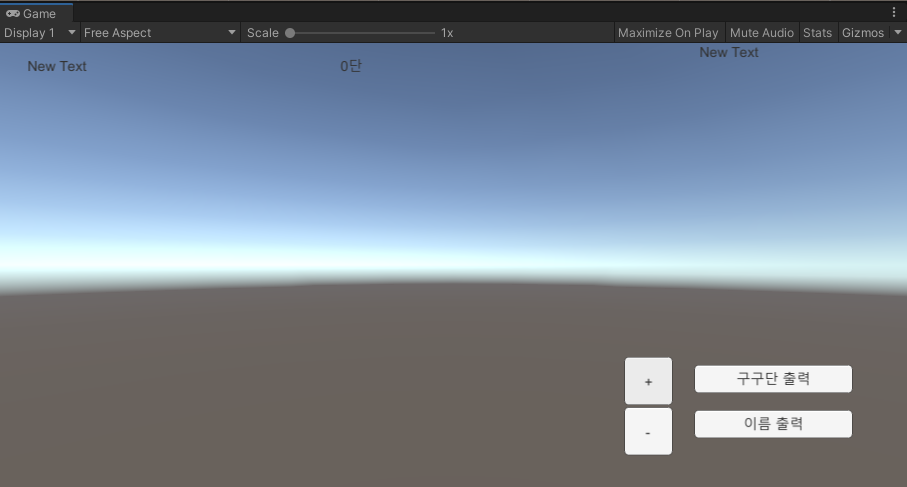 Game
Display 1 Free Aspect Scale 1x Maximize On Play Mute Audio Stats Gizmos
New Text
0단
New Text
+
구구단 출력
-
이름 출력